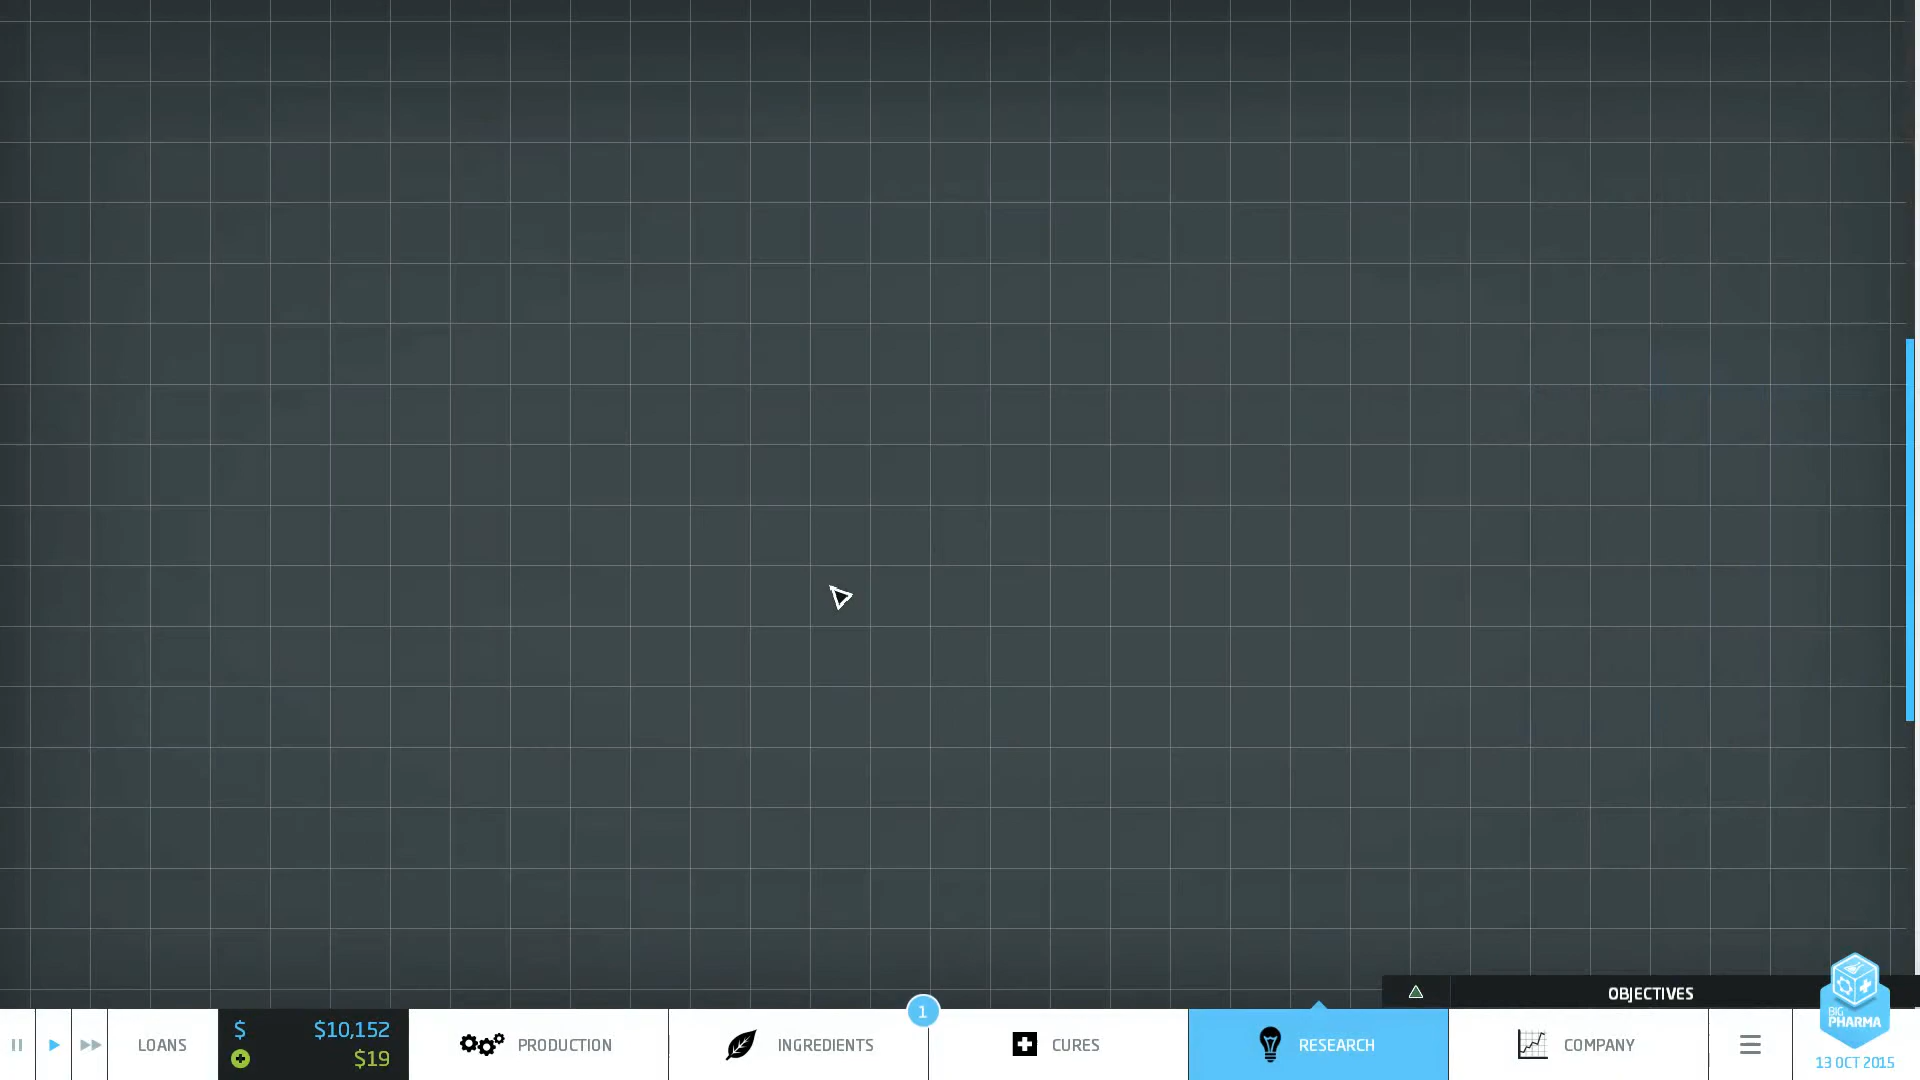 OBJECTIVES
1
BIG
PHARMA
LOANS
$ $10,152
$19
PRODUCTION
INGREDIENTS
CURES
RESEARCH
COMPANY
13 OCT 2015